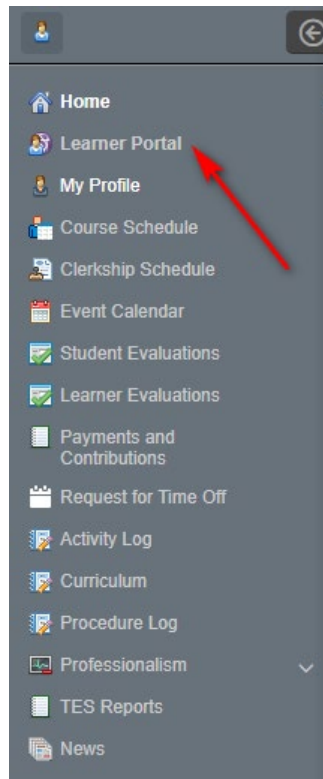 Home
Learner Portal
My Profile
Course Schedule
Clerkship Schedule
Event Calendar
Student Evaluations
Learner Evaluations
Payments and
Contributions
Request for Time Off
Activity Log
Curriculum
Procedure Log
Professionalism
TES Reports
News